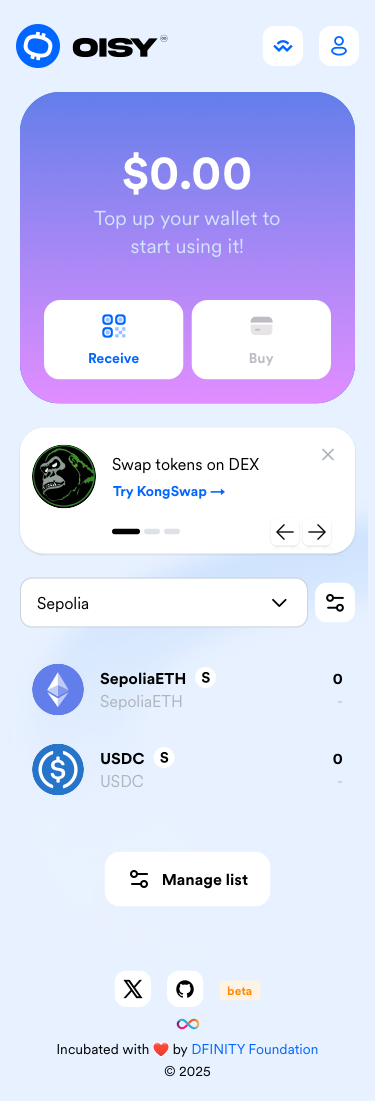 OISY
$0.00
Top up your wallet to
start using it!
Receive
Buy
Swap tokens on DEX
Try KongSwap →
Sepolia
SepoliaETH S
0
SepoliaETH
-
USDC S
0
USDC
-
Manage list
beta
Incubated with ❤️ by DFINITY Foundation
© 2025